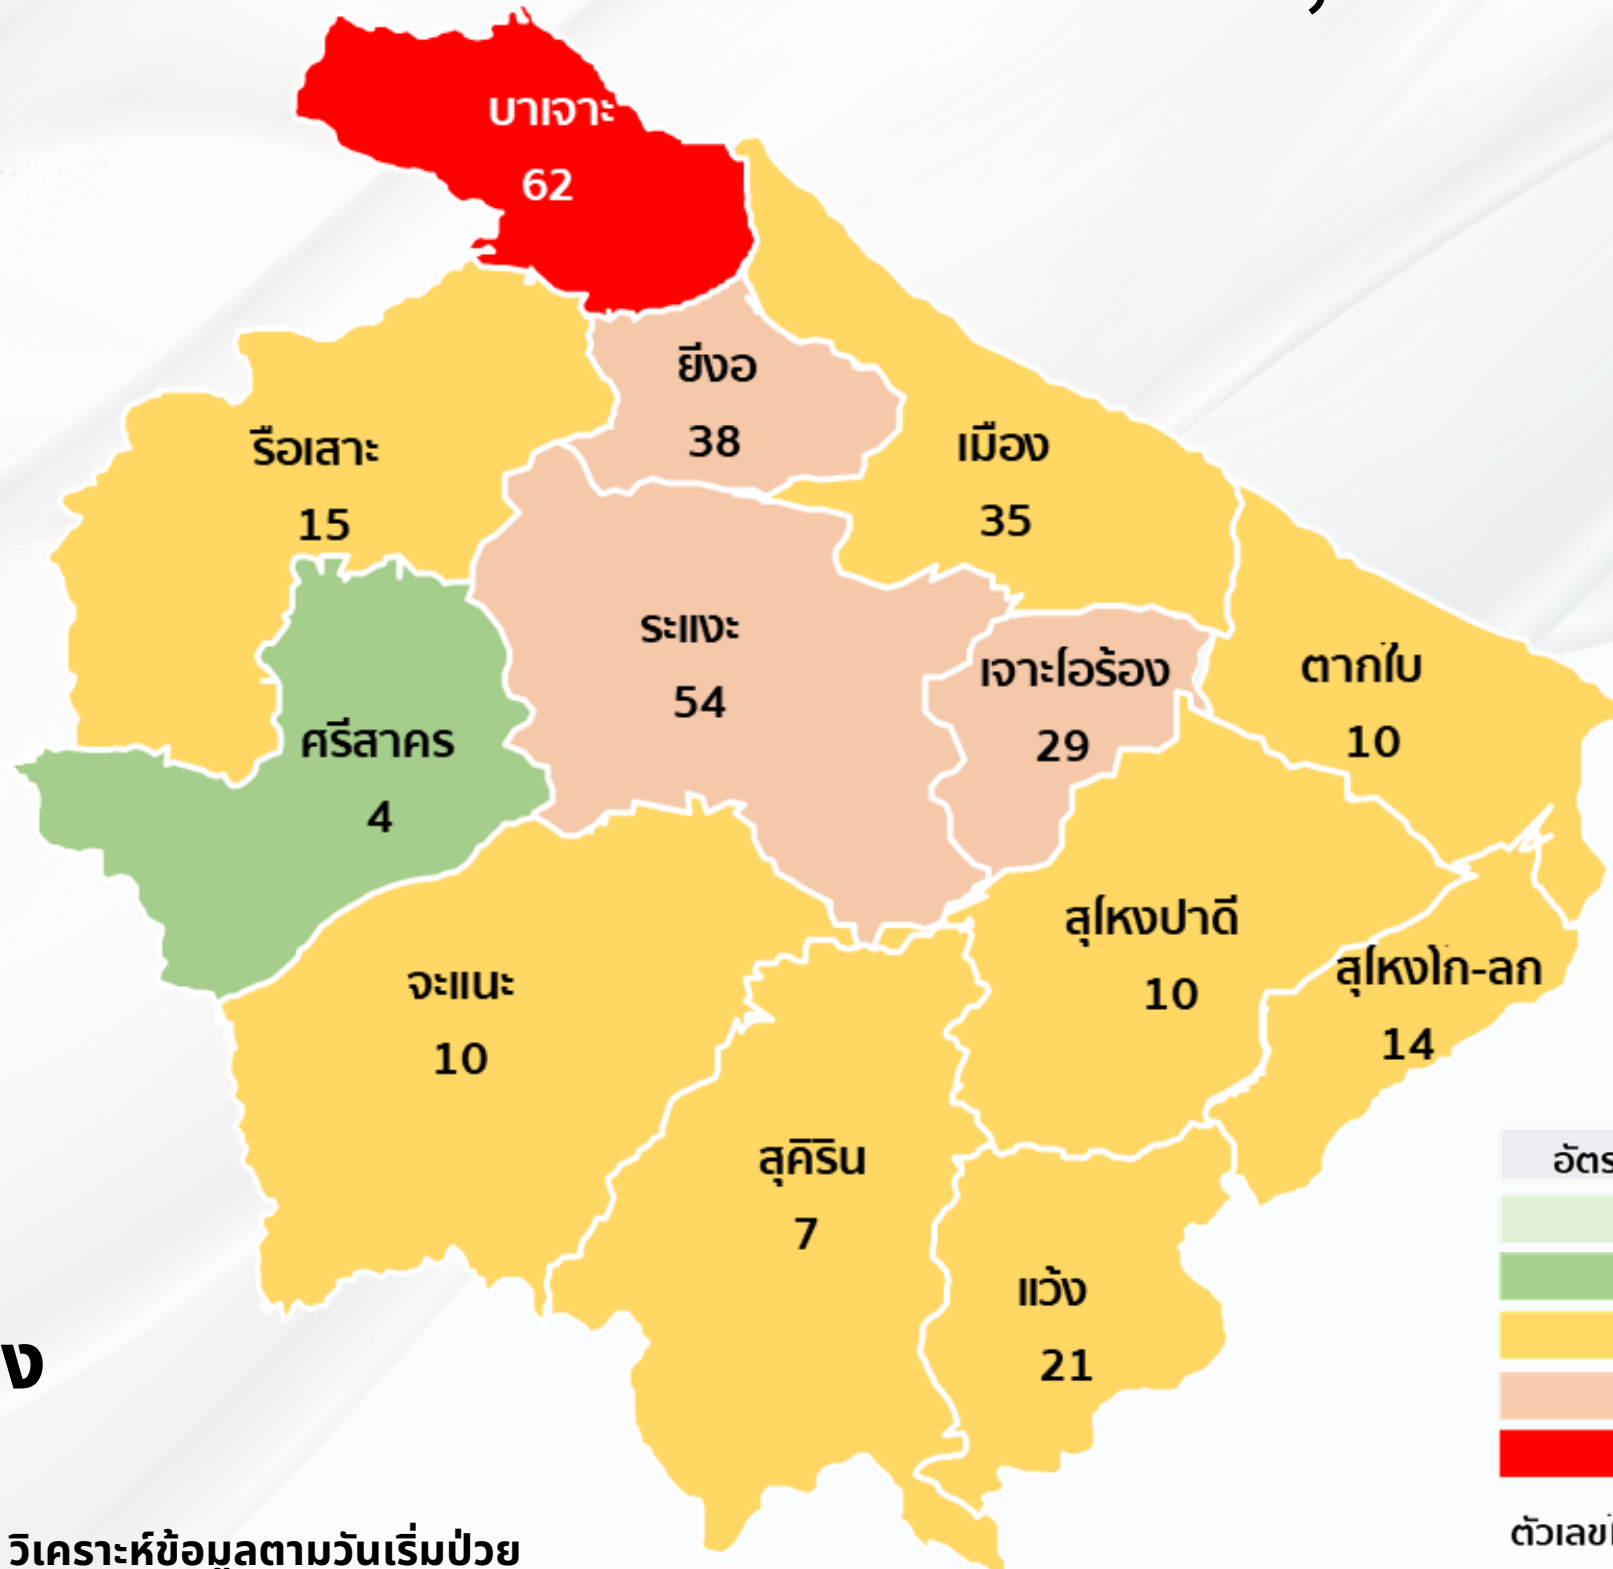 บาเจาะ
62
ยี่งอ
38
เมือง
35
รือเสาะ
15
ระแงะ
54
เจาะไอร้อง
29
ตากใบ
10
ศรีสาคร
4
สุไหงปาดี
10
สุไหงโก-ลก
14
จะแนะ
10
สุคิริน
7
แว้ง
21
วิเคราะห์ข้อมูลตามวันเริ่มป่วย